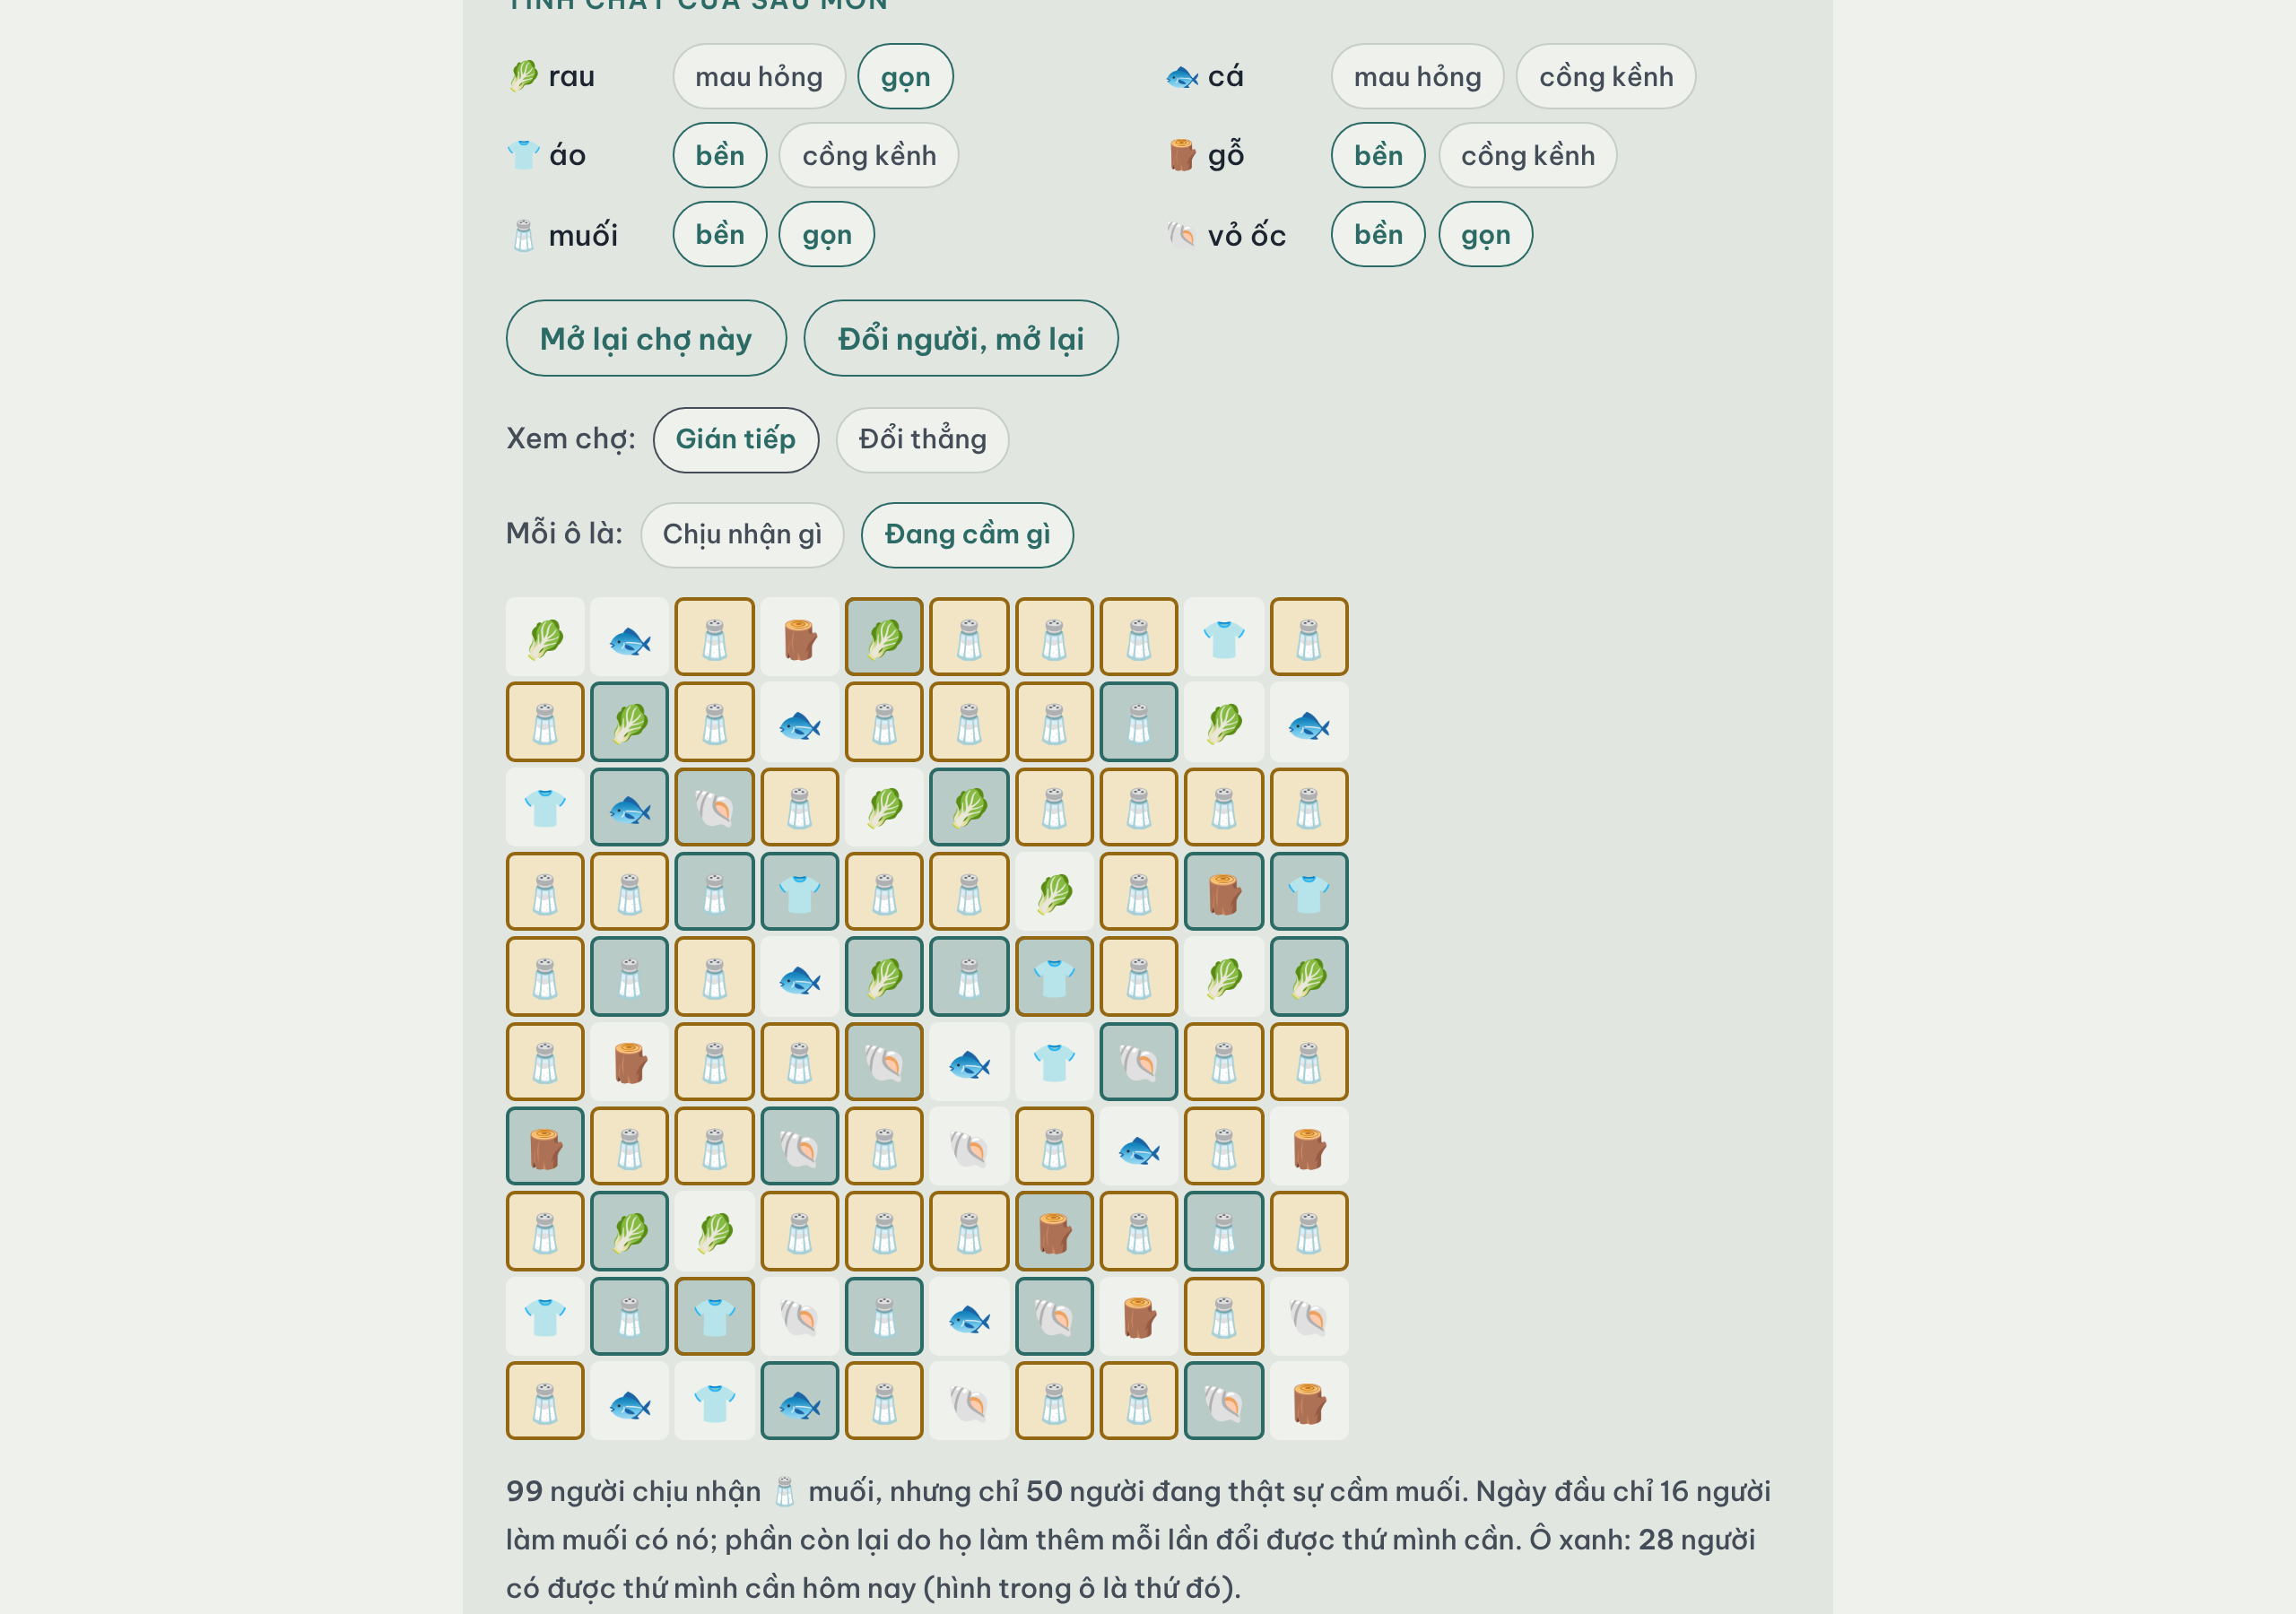 TÍNH CHẤT CỦA SÁU MÓN
rau mau hỏng gọn cá mau hỏng cồng kềnh
áo bền cồng kềnh gỗ bền cồng kềnh
muối bền gọn vỏ ốc bền gọn
Mở lại chợ này Đổi người, mở lại
Xem chợ: Gián tiếp Đổi thẳng
Mỗi ô là: Chịu nhận gì Đang cầm gì
99 người chịu nhận muối, nhưng chỉ 50 người đang thật sự cầm muối. Ngày đầu chỉ 16 người
làm muối có nó; phần còn lại do họ làm thêm mỗi lần đổi được thứ mình cần. Ô xanh: 28 người
có được thứ mình cần hôm nay (hình trong ô là thứ đó).